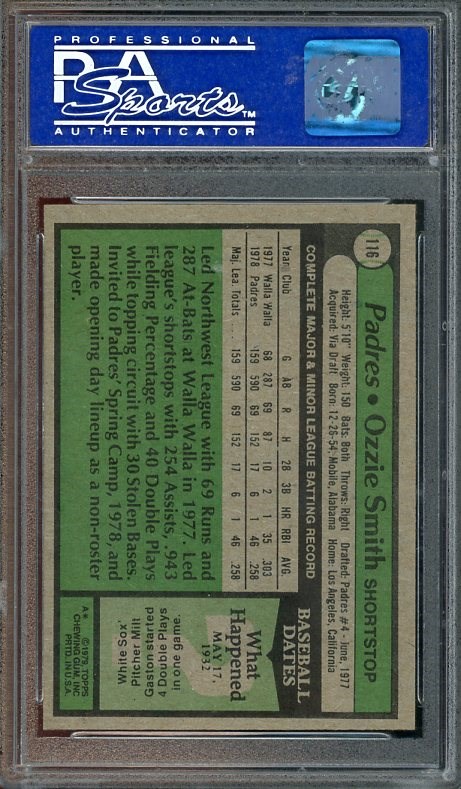 PROFESSIONAL
PSA
Sports™
AUTHENTICATOR
116
Padres • Ozzie Smith SHORTSTOP
Height: 5'10" Weight: 150 Bats: Both Throws: Right Drafted: Padres #4-June, 1977
Acquired: Via Draft Born: 12-26-54, Mobile, Alabama Home: Los Angeles, California
COMPLETE MAJOR & MINOR LEAGUE BATTING RECORD
Year Club G AB R H 2B 3B HR RBI AVG.
1977 Walla Walla 68 287 69 87 10 2 1 35 .303
1978 Padres 159 590 69 152 17 6 1 46 .258
Maj. Lea. Totals 159 590 69 152 17 6 1 46 .258
Led Northwest League with 69 Runs and
287 At-Bats at Walla Walla in 1977. Led
league's shortstops with 254 Assists, .943
Fielding Percentage and 40 Double Plays
while topping circuit with 30 Stolen Bases.
Invited to Padres' Spring Camp, 1978, and
made opening day lineup as a non-roster
player.
BASEBALL
DATES
What
Happened
MAY 17,
1932?
Pitcher Milt
Gaston started
4 Double Plays
in one game.
White Sox'
A* ©1979, TOPPS
CHEWING GUM, INC.
PRTD. IN U.S.A.